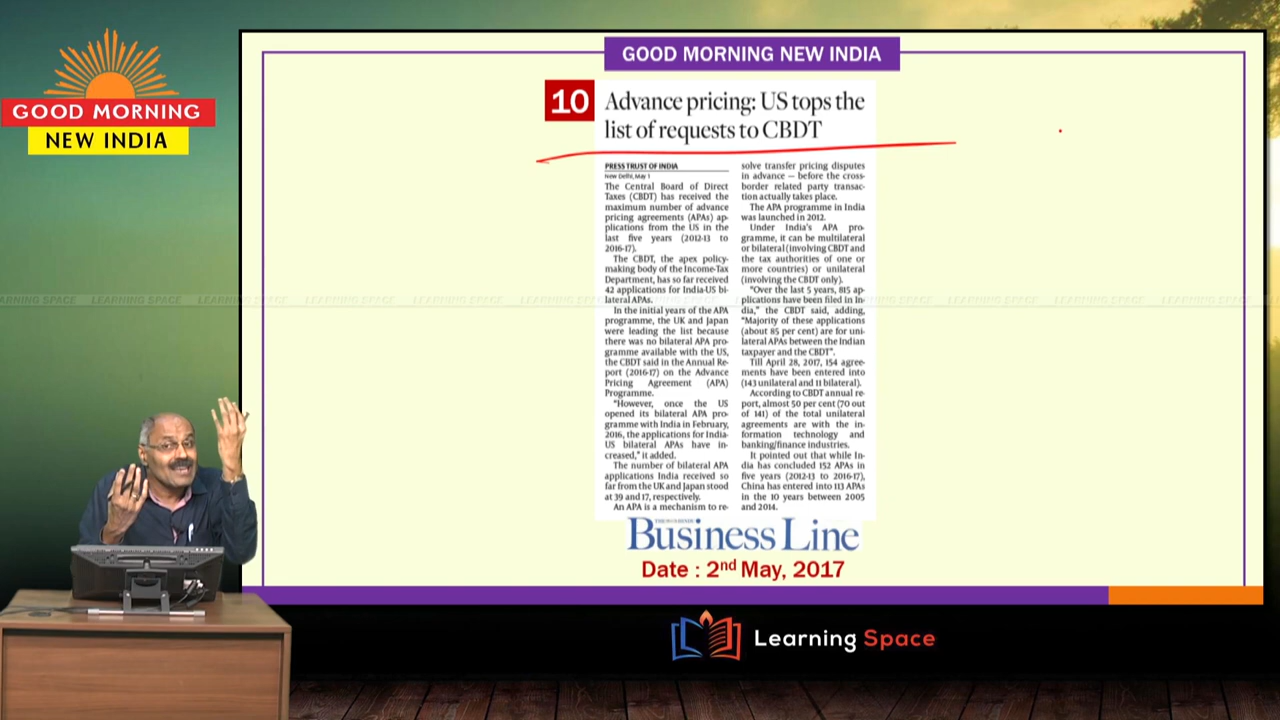 GOOD MORNING
NEW INDIA
GOOD MORNING NEW INDIA
10
Advance pricing: US tops the
list of requests to CBDT
PRESS TRUST OF INDIA
New Delhi, May 1
The Central Board of Direct
Taxes (CBDT) has received the
maximum number of advance
pricing agreements (APAs) ap-
plications from the US in the
last five years (2012-13 to
2016-17).
The CBDT, the apex policy-
making body of the Income-Tax
Department, has so far received
42 applications for India-US bi-
lateral APAs.
In the initial years of the APA
programme, the UK and Japan
were leading the list because
there was no bilateral APA pro-
gramme available with the US,
the CBDT said in the Annual Re-
port (2016-17) on the Advance
Pricing Agreement (APA)
Programme.
"However, once the US
opened its bilateral APA pro-
gramme with India in February,
2016, the applications for India-
US bilateral APAs have in-
creased," it added.
The number of bilateral APA
applications India received so
far from the UK and Japan stood
at 39 and 17, respectively.
An APA is a mechanism to re-
solve transfer pricing disputes
in advance — before the cross-
border related party transac-
tion actually takes place.
The APA programme in India
was launched in 2012.
Under India's APA pro-
gramme, it can be multilateral
or bilateral (involving CBDT and
the tax authorities of one or
more countries) or unilateral
(involving the CBDT only).
"Over the last 5 years, 815 ap-
plications have been filed in In-
dia," the CBDT said, adding,
"Majority of these applications
(about 85 per cent) are for uni-
lateral APAs between the Indian
taxpayer and the CBDT".
Till April 28, 2017, 154 agree-
ments have been entered into
(143 unilateral and 11 bilateral).
According to CBDT annual re-
port, almost 50 per cent (70 out
of 141) of the total unilateral
agreements are with the in-
formation technology and
banking/finance industries.
It pointed out that while In-
dia has concluded 152 APAs in
five years (2012-13 to 2016-17),
China has entered into 113 APAs
in the 10 years between 2005
and 2014.
LEARNING SPACE LEARNING SPACE LEARNING SPACE LEARNING SPACE LEARNING SPACE LEARNING SPACE LEARNING SPACE LEARNING SPACE
Business Line
Date : 2nd May, 2017
Learning Space